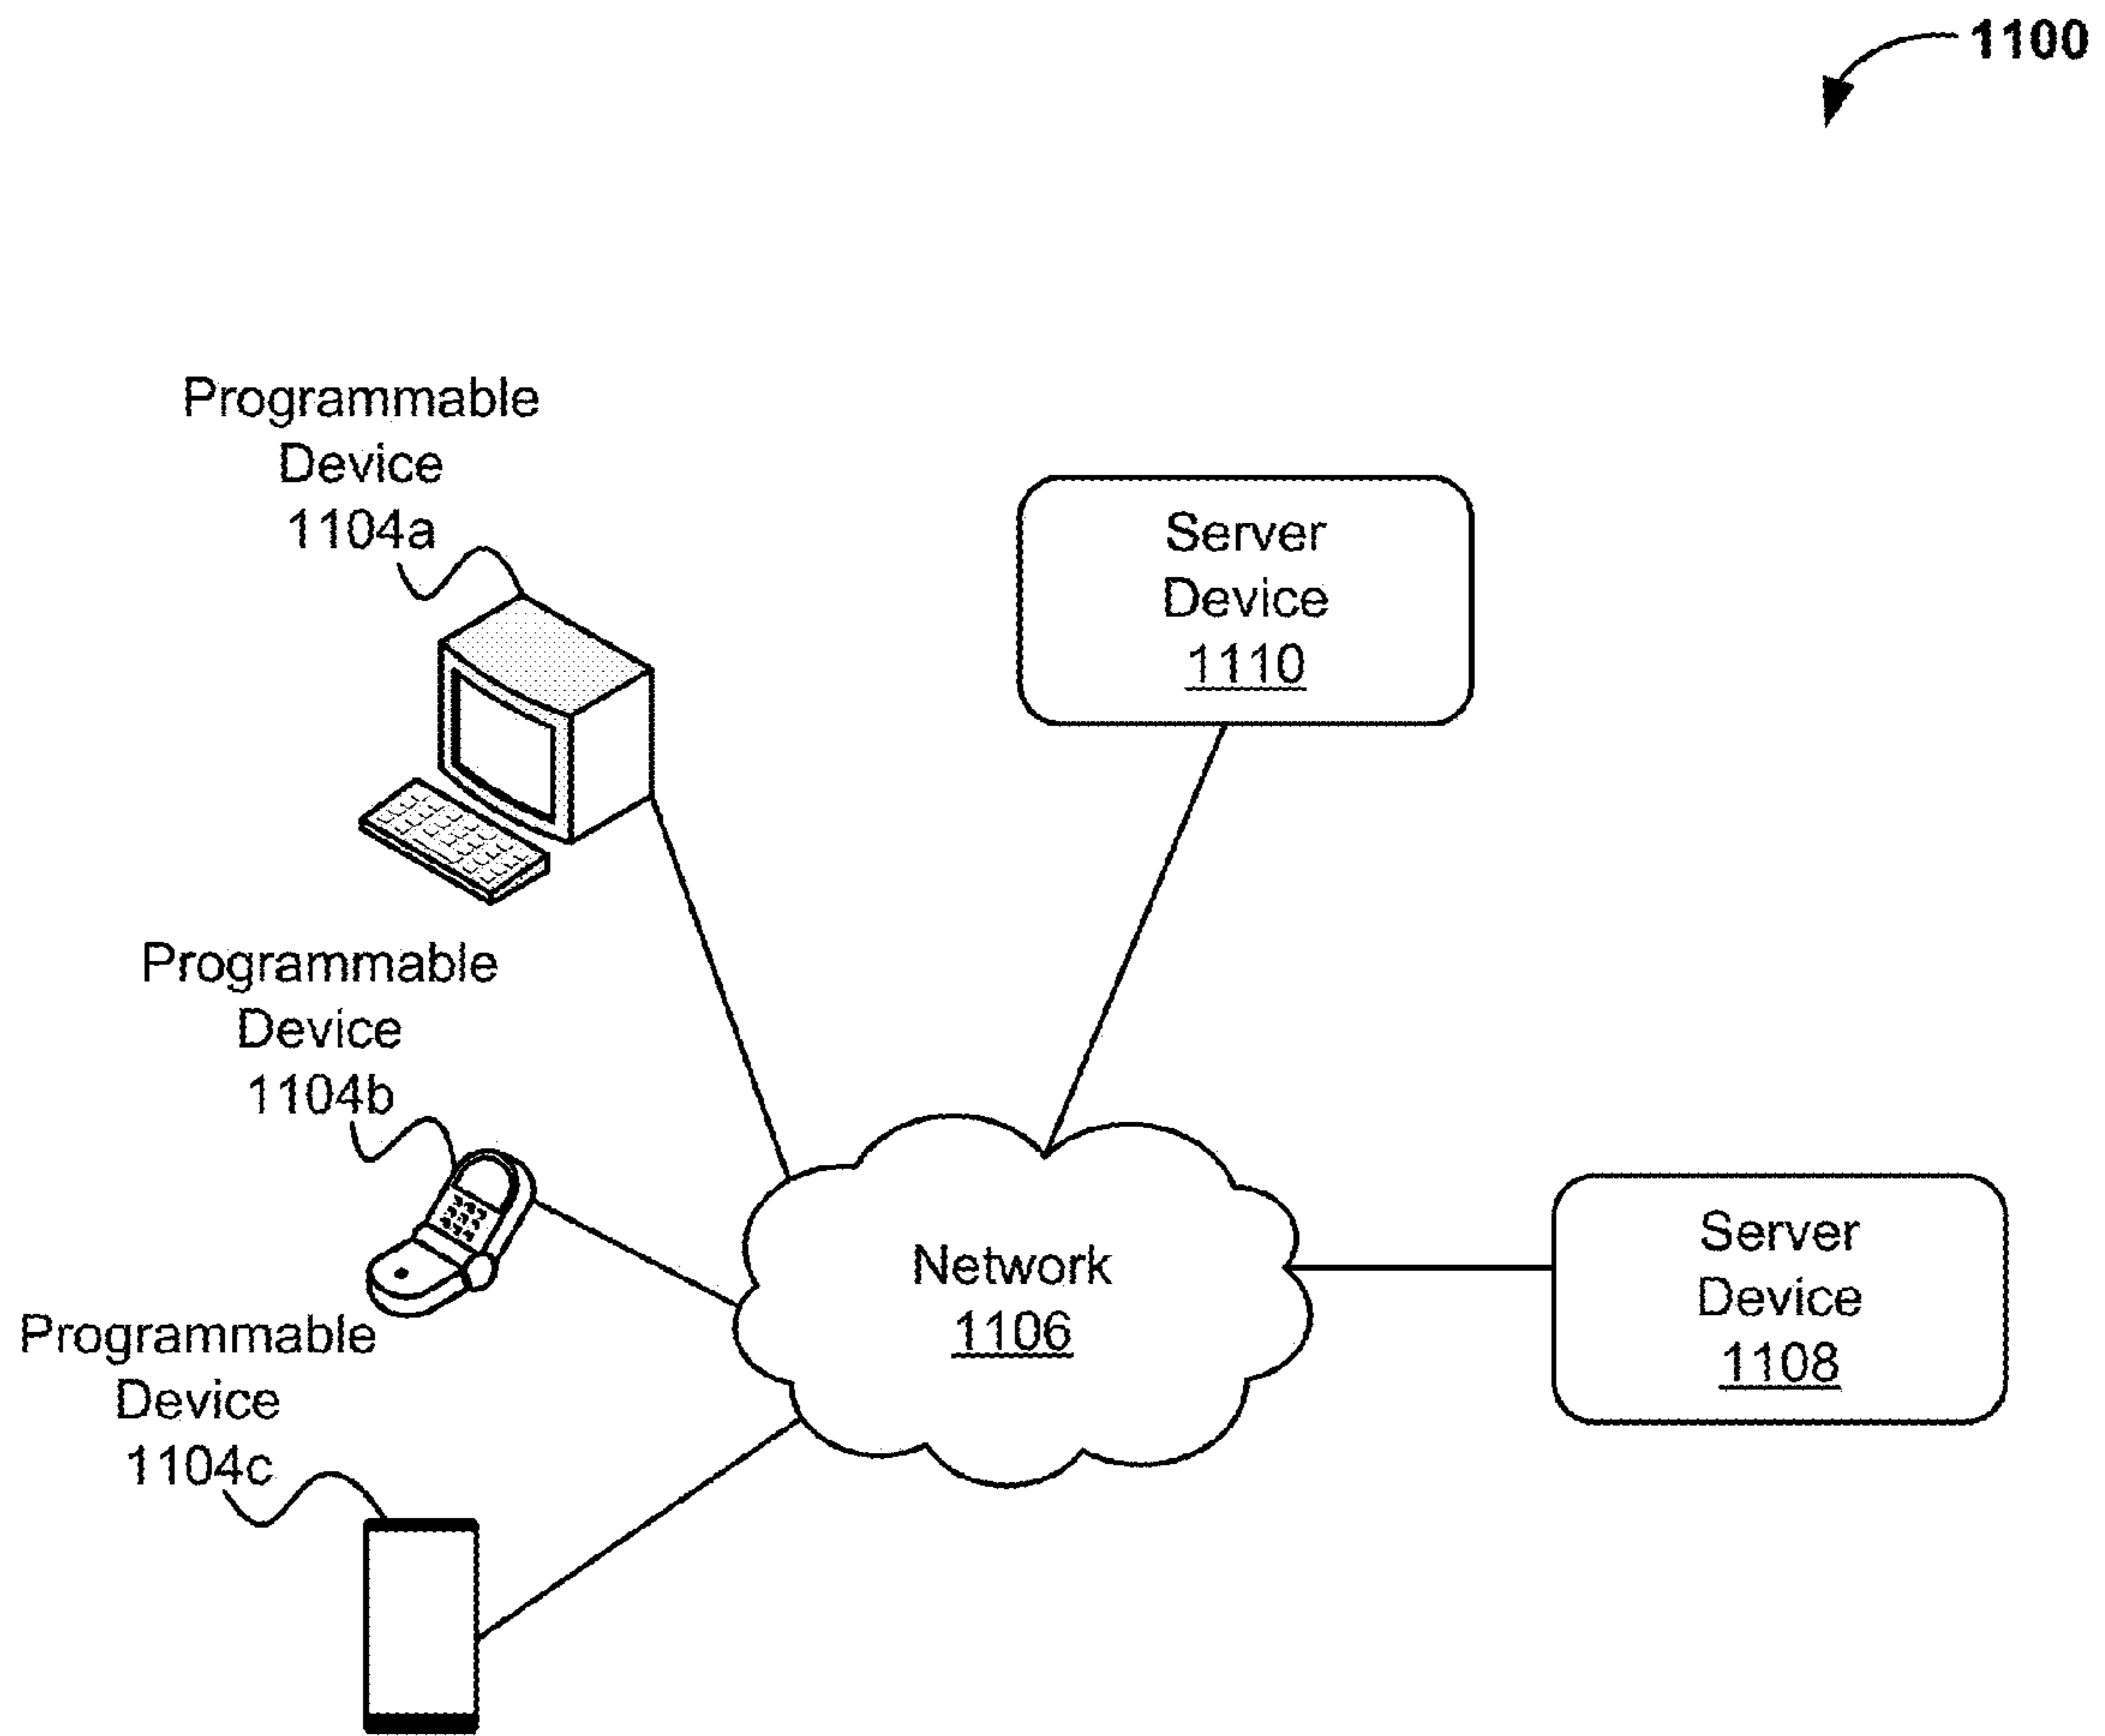 1100
Programmable
Device
1104a
Server
Device
1110
Programmable
Device
1104b
Network
1106
Server
Device
1108
Programmable
Device
1104c